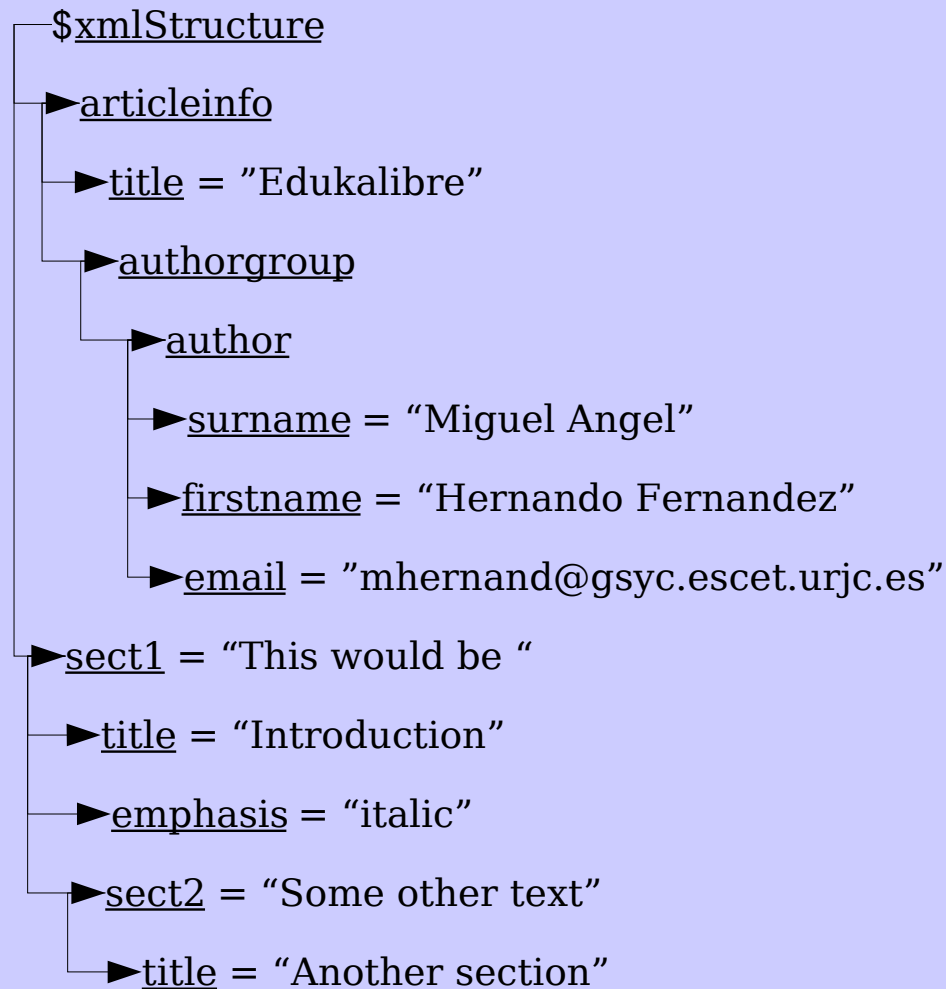 $xmlStructure
articleinfo
title = ”Edukalibre”
authorgroup
author
surname = “Miguel Angel”
firstname = “Hernando Fernandez”
email = ”mhernand@gsyc.escet.urjc.es”
sect1 = “This would be “
title = “Introduction”
emphasis = “italic”
sect2 = “Some other text”
title = “Another section”